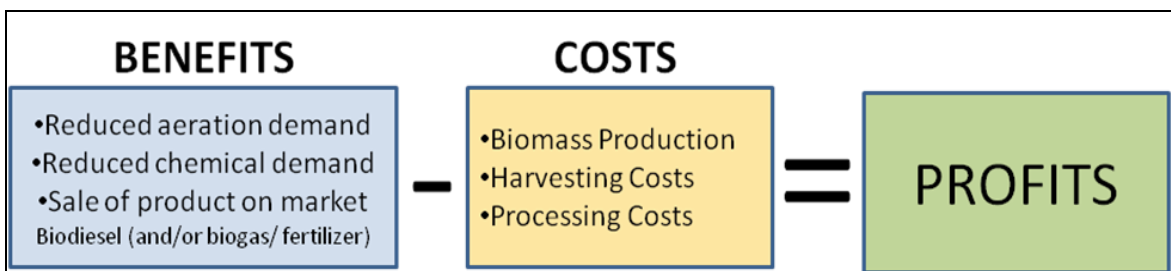 BENEFITS
•Reduced aeration demand
•Reduced chemical demand
•Sale of product on market
Biodiesel (and/or biogas/ fertilizer)
-
COSTS
•Biomass Production
•Harvesting Costs
•Processing Costs
=
PROFITS